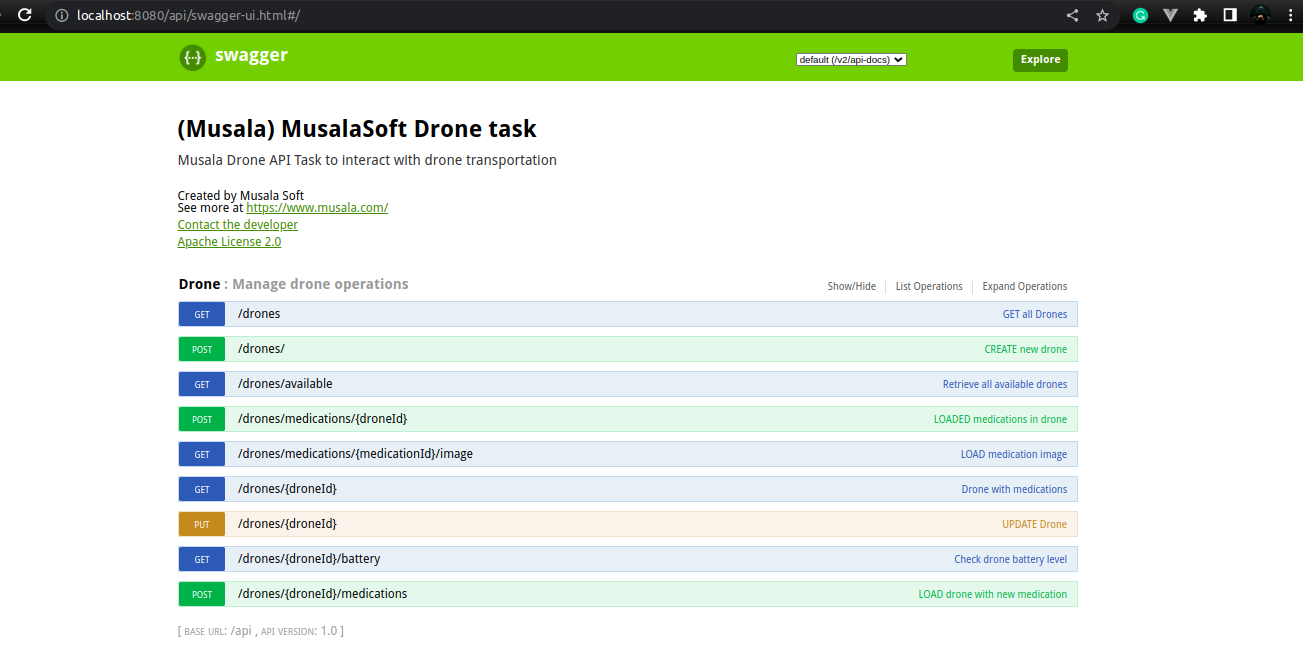 localhost:8080/api/swagger-ui.html#/
{··} swagger default (/v2/api-docs) Explore
(Musala) MusalaSoft Drone task
Musala Drone API Task to interact with drone transportation
Created by Musala Soft
See more at https://www.musala.com/
Contact the developer
Apache License 2.0
Drone : Manage drone operations Show/Hide List Operations Expand Operations
GET /drones GET all Drones
POST /drones/ CREATE new drone
GET /drones/available Retrieve all available drones
POST /drones/medications/{droneId} LOADED medications in drone
GET /drones/medications/{medicationId}/image LOAD medication image
GET /drones/{droneId} Drone with medications
PUT /drones/{droneId} UPDATE Drone
GET /drones/{droneId}/battery Check drone battery level
POST /drones/{droneId}/medications LOAD drone with new medication
[ BASE URL: /api , API VERSION: 1.0 ]